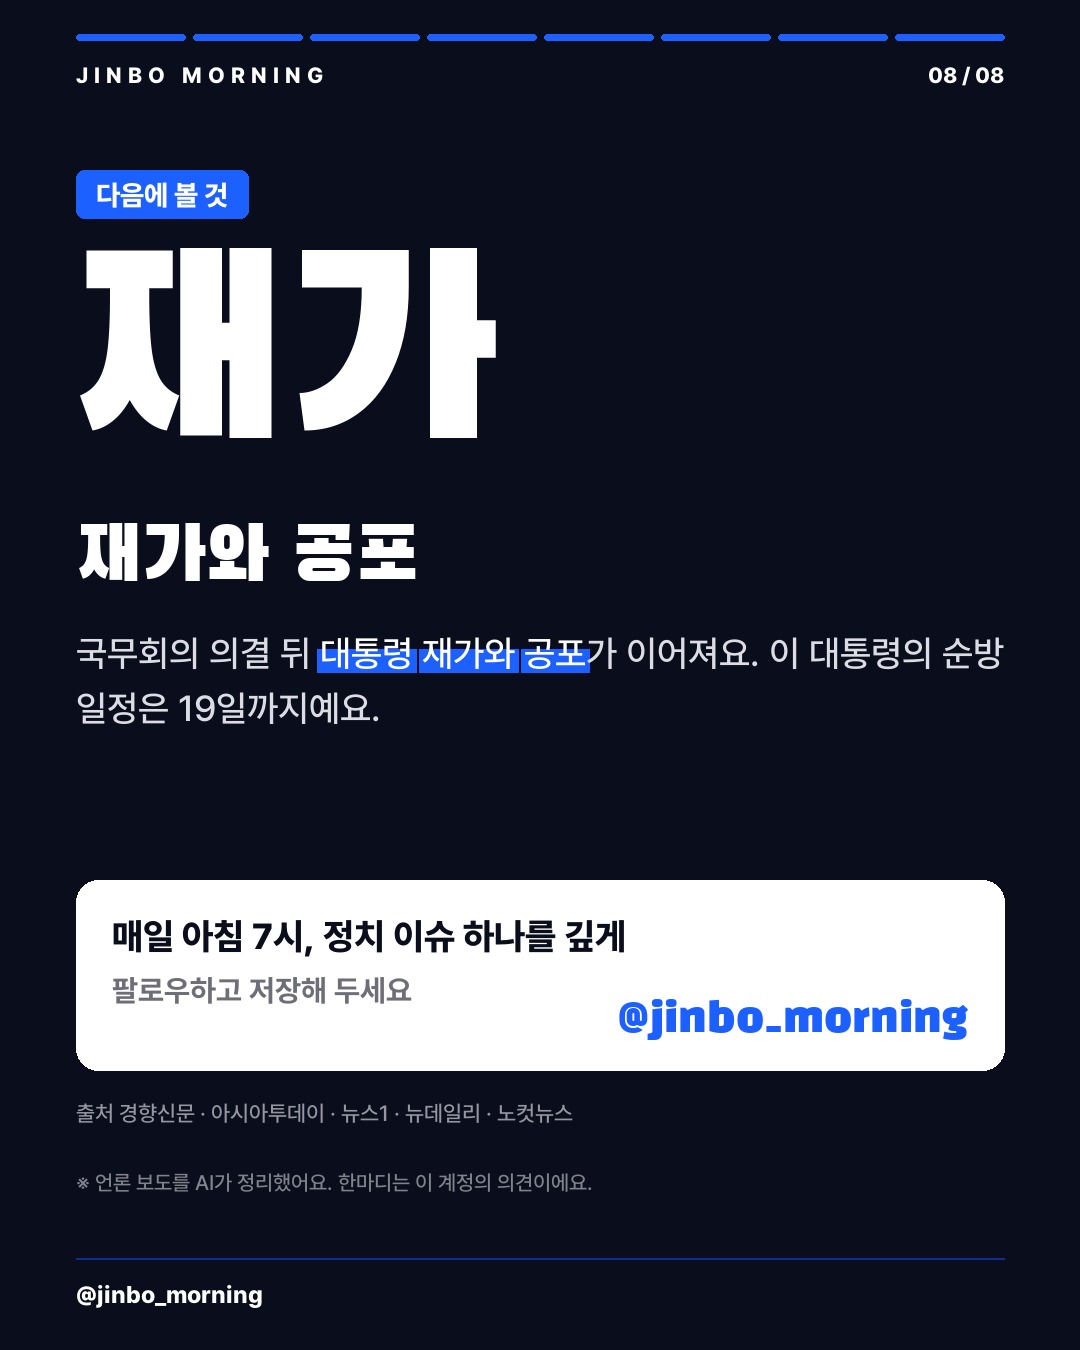 JINBO MORNING
08 / 08
다음에 볼 것
재가
재가와 공포
국무회의 의결 뒤 대통령 재가와 공포가 이어져요. 이 대통령의 순방
일정은 19일까지예요.
매일 아침 7시, 정치 이슈 하나를 깊게
팔로우하고 저장해 두세요
@jinbo_morning
출처 경향신문 · 아시아투데이 · 뉴스1 · 뉴데일리 · 노컷뉴스
※ 언론 보도를 AI가 정리했어요. 한마디는 이 계정의 의견이에요.
@jinbo_morning